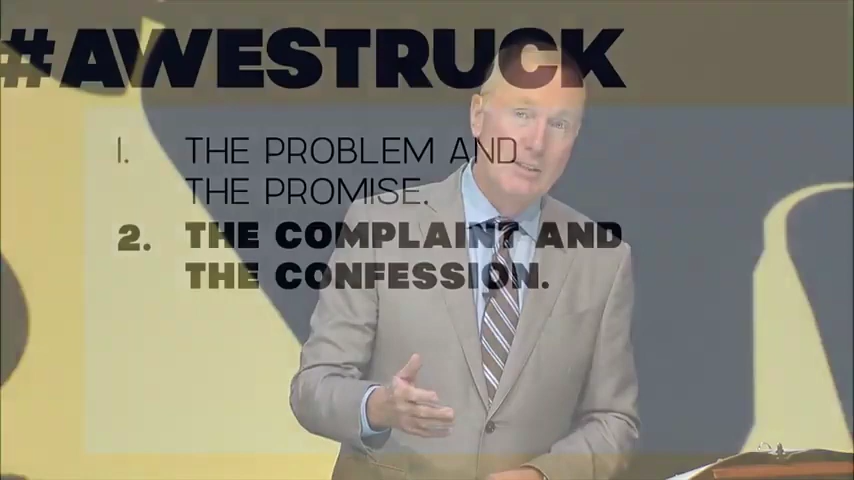 #AWESTRUCK
1. THE PROBLEM AND
THE PROMISE.
2. THE COMPLAINT AND
THE CONFESSION.